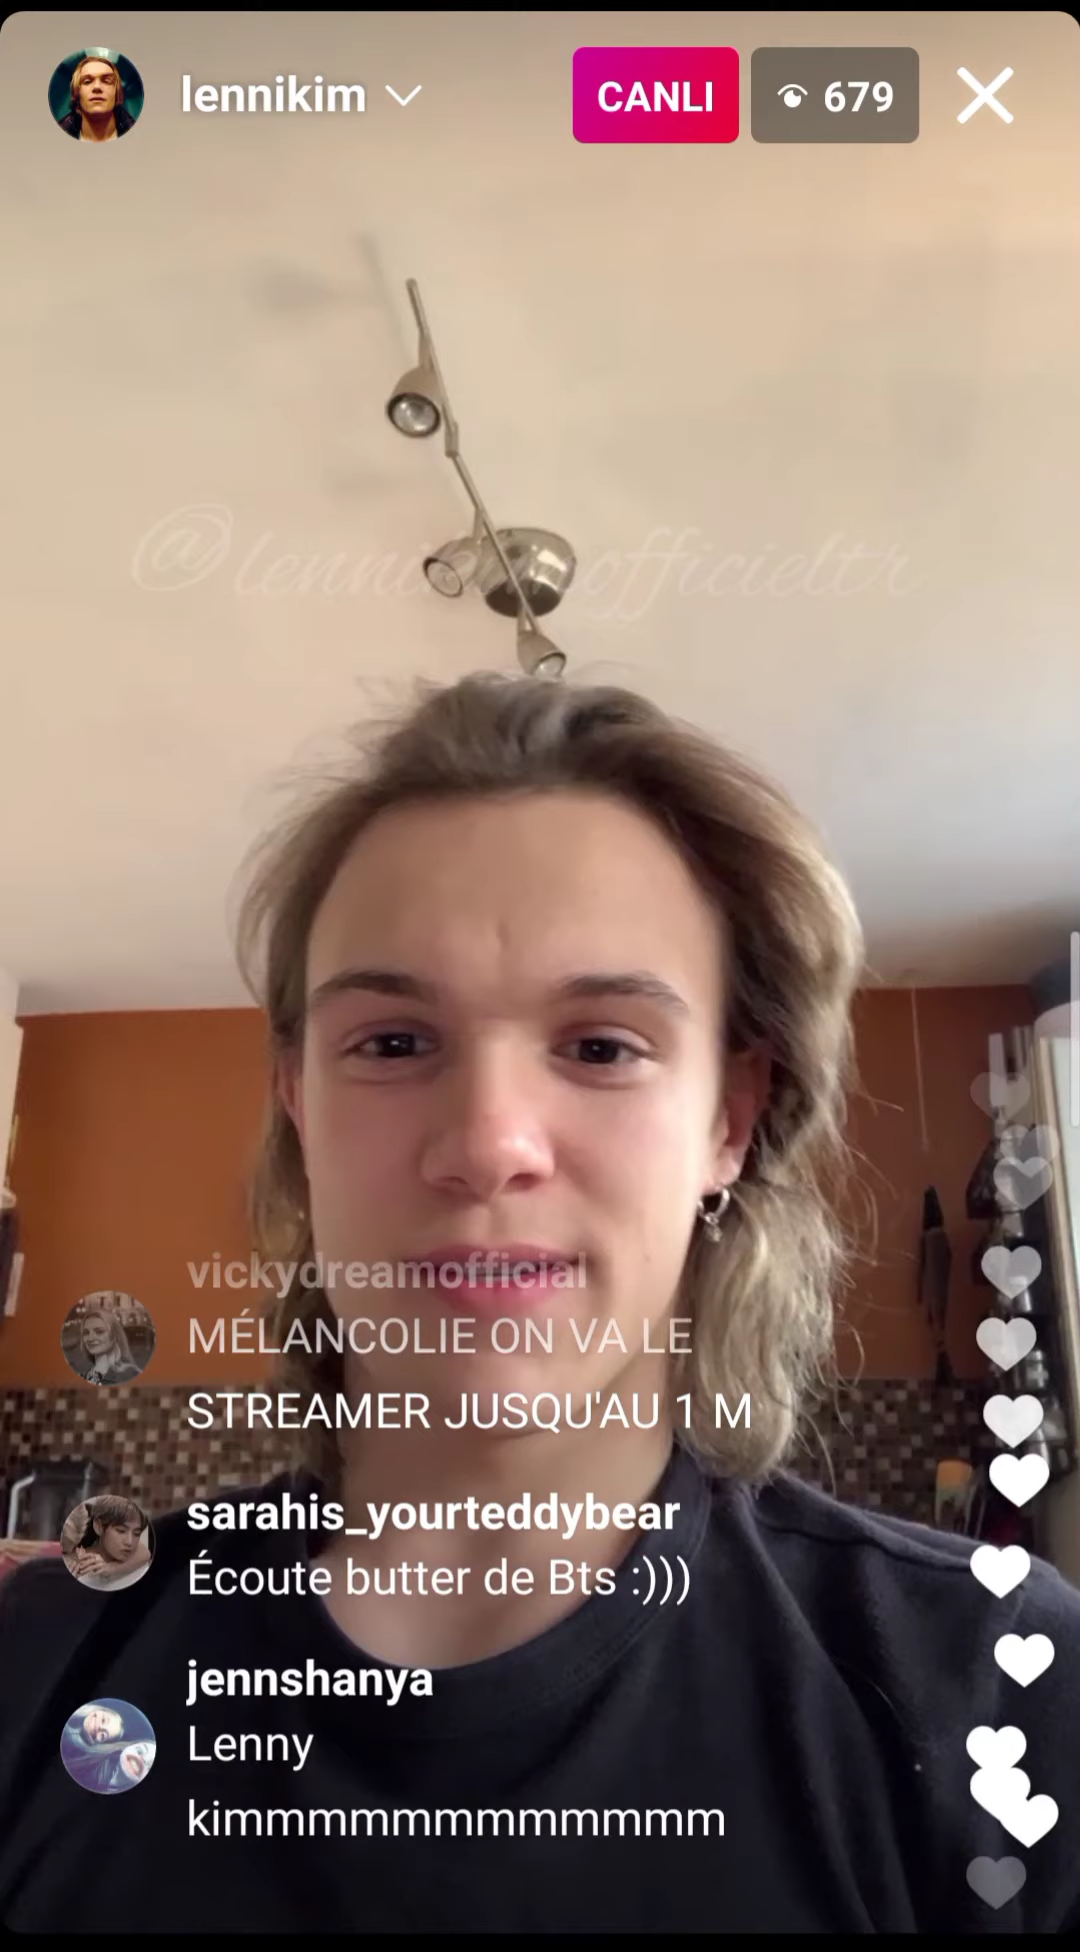 lennikim
CANLI
679
@lennikimofficieltr
vickydreamofficial
MÉLANCOLIE ON VA LE
STREAMER JUSQU'AU 1 M
sarahis_yourteddybear
Écoute butter de Bts :)))
jennshanya
Lenny
kimmmmmmmmmmmm